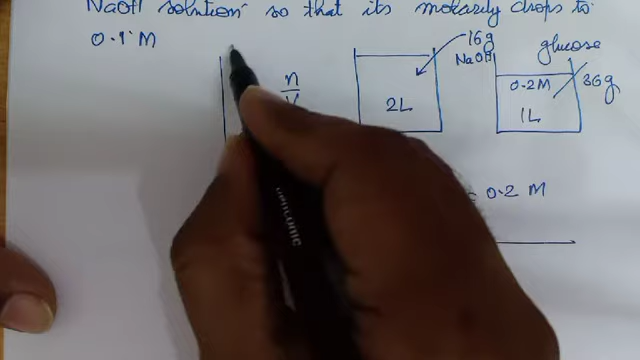 NaOH solution so that its molarity drops to
0.1 M
16g
NaOH
glucose
n
V
2L
0.2M
36g
1L
= 0.2 M